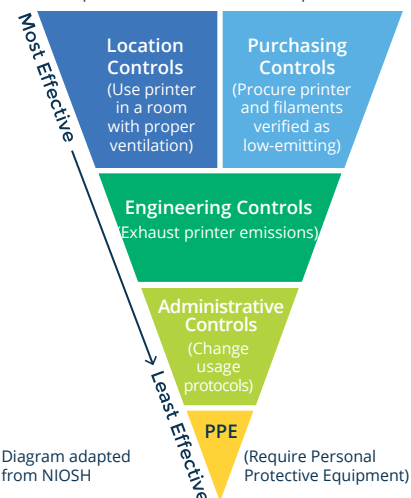 Most Effective
Location
Controls
(Use printer
in a room
with proper
ventilation)
Purchasing
Controls
(Procure printer
and filaments
verified as
low-emitting)
Engineering Controls
(Exhaust printer emissions)
Administrative
Controls
(Change
usage
protocols)
Least Effective
PPE
(Require Personal
Protective Equipment)
Diagram adapted
from NIOSH